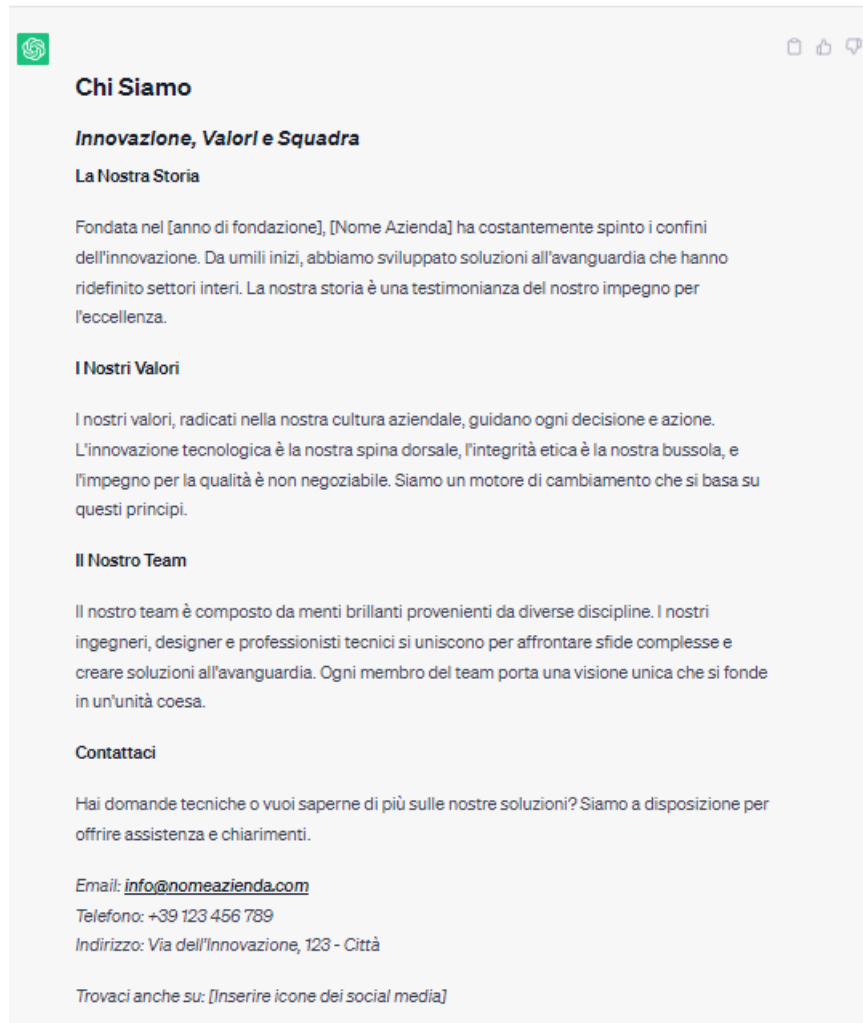 Chi Siamo
Innovazione, Valori e Squadra
La Nostra Storia
Fondata nel [anno di fondazione], [Nome Azienda] ha costantemente spinto i confini
dell'innovazione. Da umili inizi, abbiamo sviluppato soluzioni all'avanguardia che hanno
ridefinito settori interi. La nostra storia è una testimonianza del nostro impegno per
l'eccellenza.
I Nostri Valori
I nostri valori, radicati nella nostra cultura aziendale, guidano ogni decisione e azione.
L'innovazione tecnologica è la nostra spina dorsale, l'integrità etica è la nostra bussola, e
l'impegno per la qualità è non negoziabile. Siamo un motore di cambiamento che si basa su
questi principi.
Il Nostro Team
Il nostro team è composto da menti brillanti provenienti da diverse discipline. I nostri
ingegneri, designer e professionisti tecnici si uniscono per affrontare sfide complesse e
creare soluzioni all'avanguardia. Ogni membro del team porta una visione unica che si fonde
in un'unità coesa.
Contattaci
Hai domande tecniche o vuoi saperne di più sulle nostre soluzioni? Siamo a disposizione per
offrire assistenza e chiarimenti.
Email: info@nomeazienda.com
Telefono: +39 123 456 789
Indirizzo: Via dell'Innovazione, 123 - Città
Trovaci anche su: [Inserire icone dei social media]